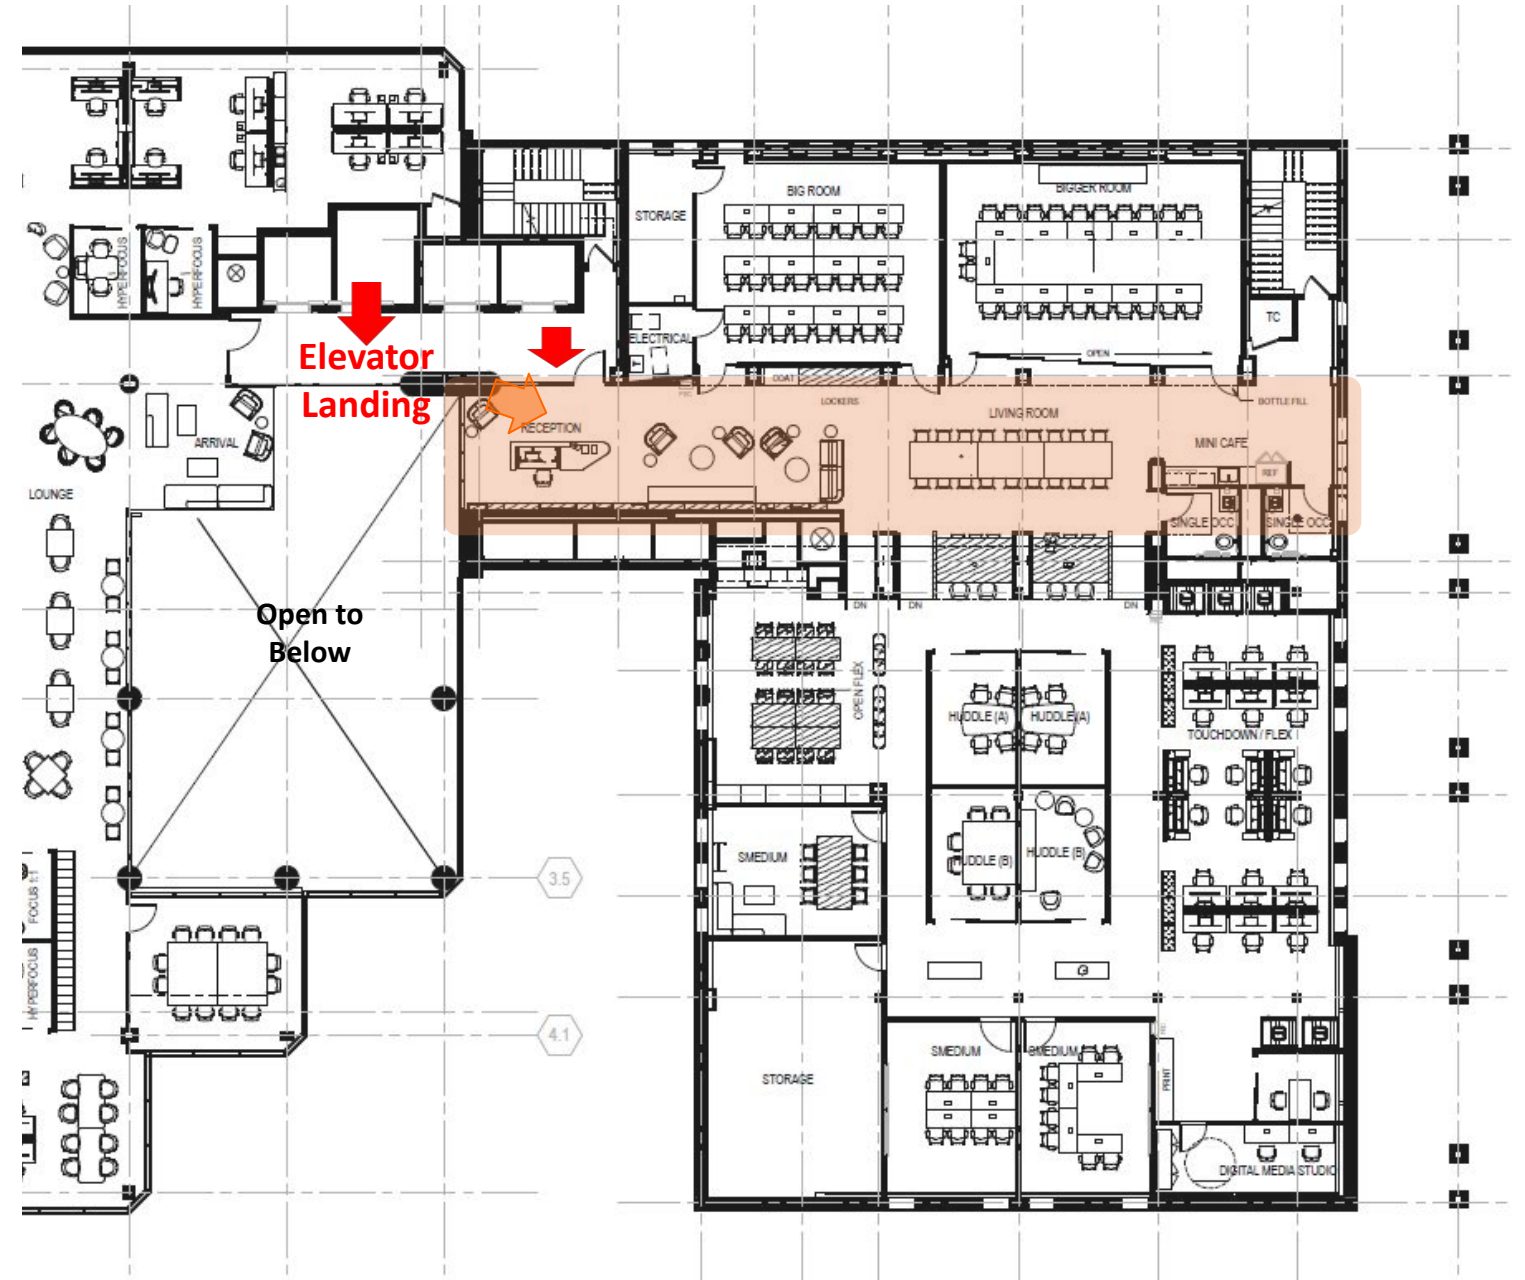 BIG ROOM
BIGGER ROOM
STORAGE
HYPERFOCUS
HYPERFOCUS
TC
ELECTRICAL
Elevator
Landing
OPEN
COAT
LOCKERS
LIVING ROOM
BOTTLE FILL
RECEPTION
ARRIVAL
MINI CAFE
REF
LOUNGE
SINGLE OCC
SINGLE OCC
Open to
Below
DN
DN
DN
OPEN FLEX
HUDDLE (A)
HUDDLE (A)
TOUCHDOWN / FLEX
SMEDIUM
HUDDLE (B)
HUDDLE (B)
3.5
FOCUS 1:1
HYPERFOCUS
4.1
STORAGE
SMEDIUM
SMEDIUM
PRINT
DIGITAL MEDIA STUDIO